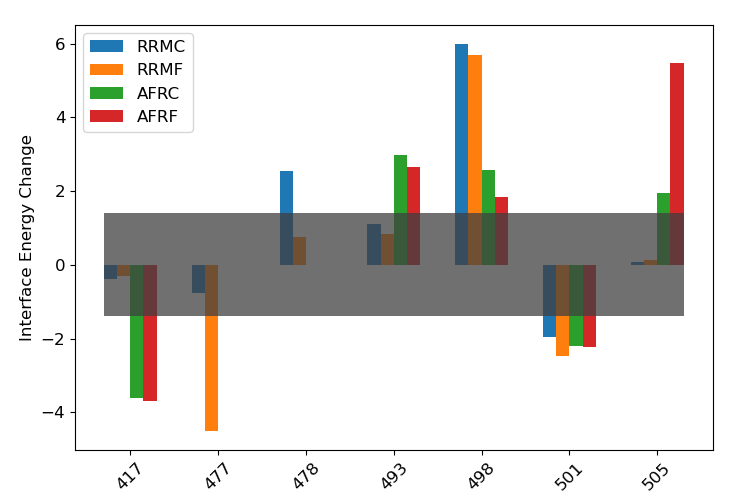 RRMC
RRMF
AFRC
AFRF
Interface Energy Change
6
4
2
0
−2
−4
417
477
478
493
498
501
505